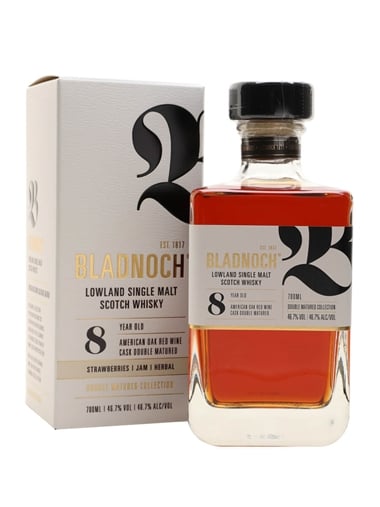 B
EST. 1817
BLADNOCH
LOWLAND SINGLE MALT
SCOTCH WHISKY
8
YEAR OLD
AMERICAN OAK RED WINE
CASK DOUBLE MATURED
STRAWBERRIES | JAM | HERBAL
DOUBLE MATURED COLLECTION
700ML | 46.7% VOL | 46.7% ALC/VOL
B
EST. 1817
BLADNOCH
LOWLAND SINGLE MALT
SCOTCH WHISKY
8
YEAR OLD
AMERICAN OAK RED WINE
CASK DOUBLE MATURED
700ML
DOUBLE MATURED COLLECTION
46.7% VOL | 46.7% ALC/VOL
BLADNOCH